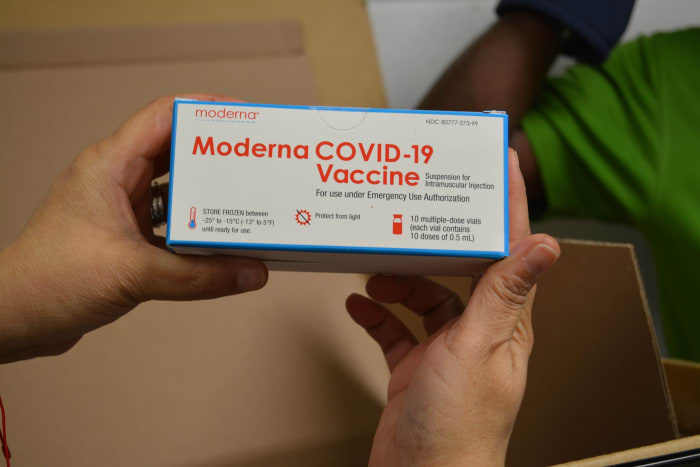 moderna
NDC 80777-273-99
Moderna COVID-19
Vaccine
Suspension for
Intramuscular Injection
For use under Emergency Use Authorization
STORE FROZEN between
-25° to -15°C (-13° to 5°F)
until ready for use.
Protect from light
10 multiple-dose vials
(each vial contains
10 doses of 0.5 mL)